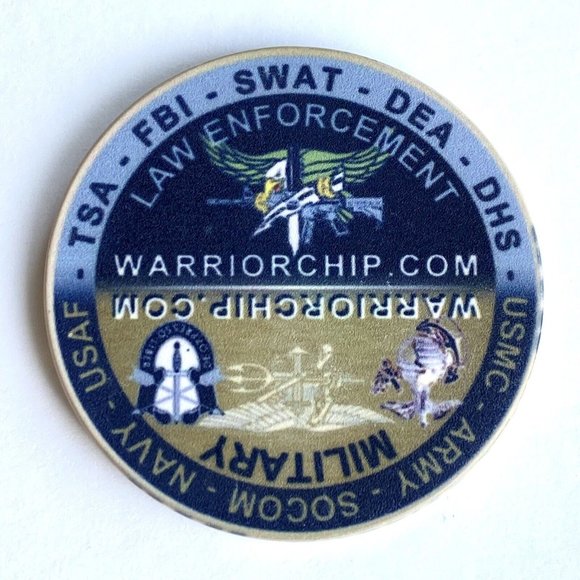 TSA - FBI - SWAT - DEA - DHS -
LAW ENFORCEMENT
WARRIORCHIP.COM
WARRIORCHIP.COM
MILITARY
USMC - ARMY - SOCOM - NAVY - USAF -